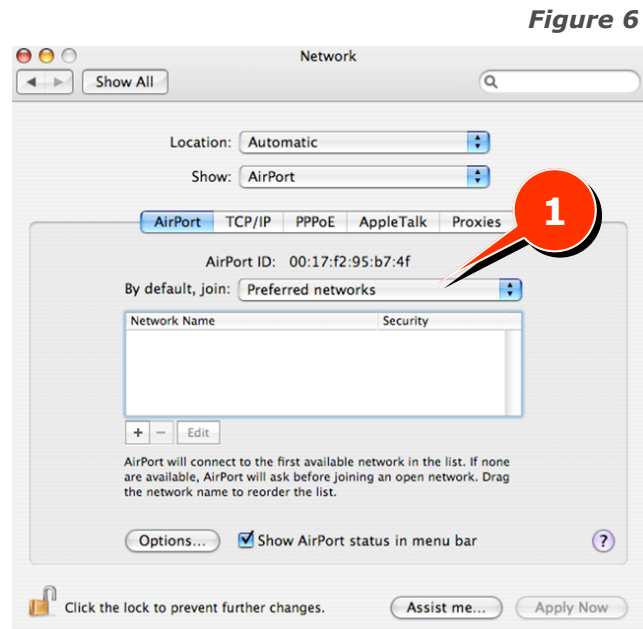 Figure 6
Network
Show All
Location: Automatic
Show: AirPort
AirPort TCP/IP PPPoE AppleTalk Proxies
1
AirPort ID: 00:17:f2:95:b7:4f
By default, join: Preferred networks
Network Name Security
+ − Edit
AirPort will connect to the first available network in the list. If none
are available, AirPort will ask before joining an open network. Drag
the network name to reorder the list.
Options... Show AirPort status in menu bar ?
Click the lock to prevent further changes. Assist me... Apply Now